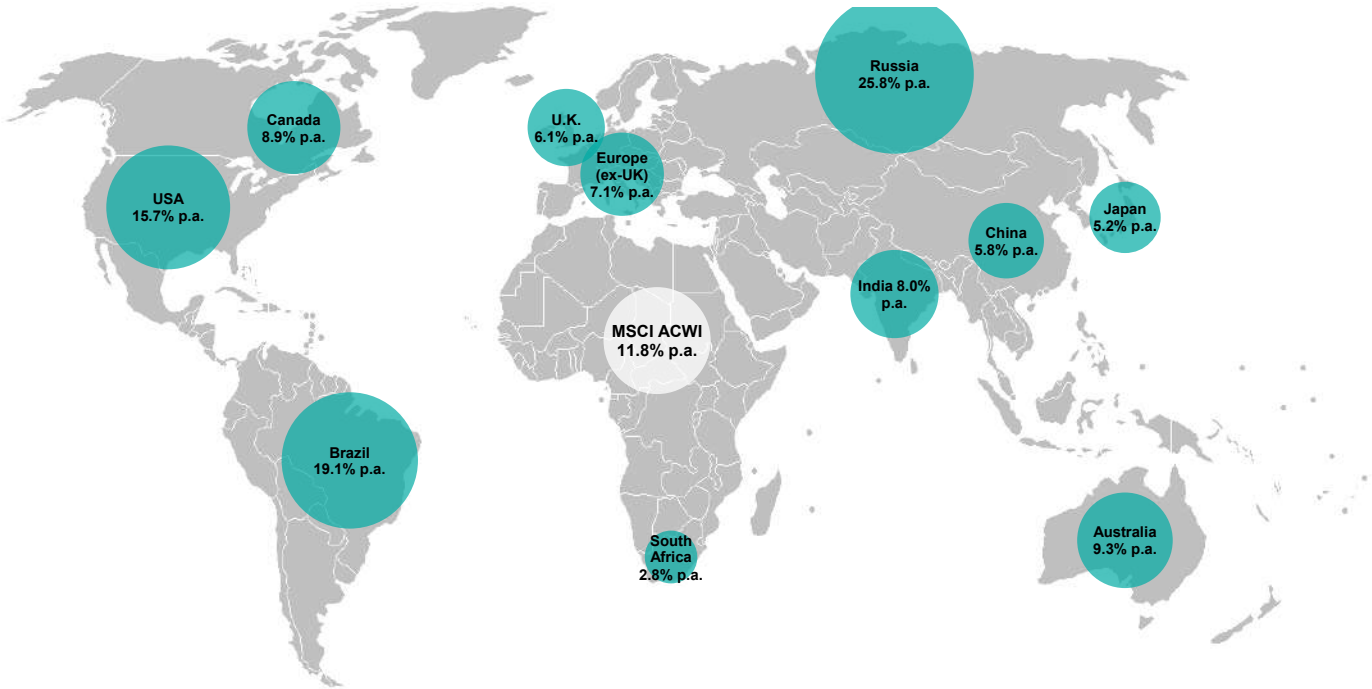 Russia
25.8% p.a.
Canada
8.9% p.a.
U.K.
6.1% p.a.
Europe
(ex-UK)
7.1% p.a.
USA
15.7% p.a.
Japan
5.2% p.a.
China
5.8% p.a.
India 8.0%
p.a.
MSCI ACWI
11.8% p.a.
Brazil
19.1% p.a.
South
Africa
2.8% p.a.
Australia
9.3% p.a.